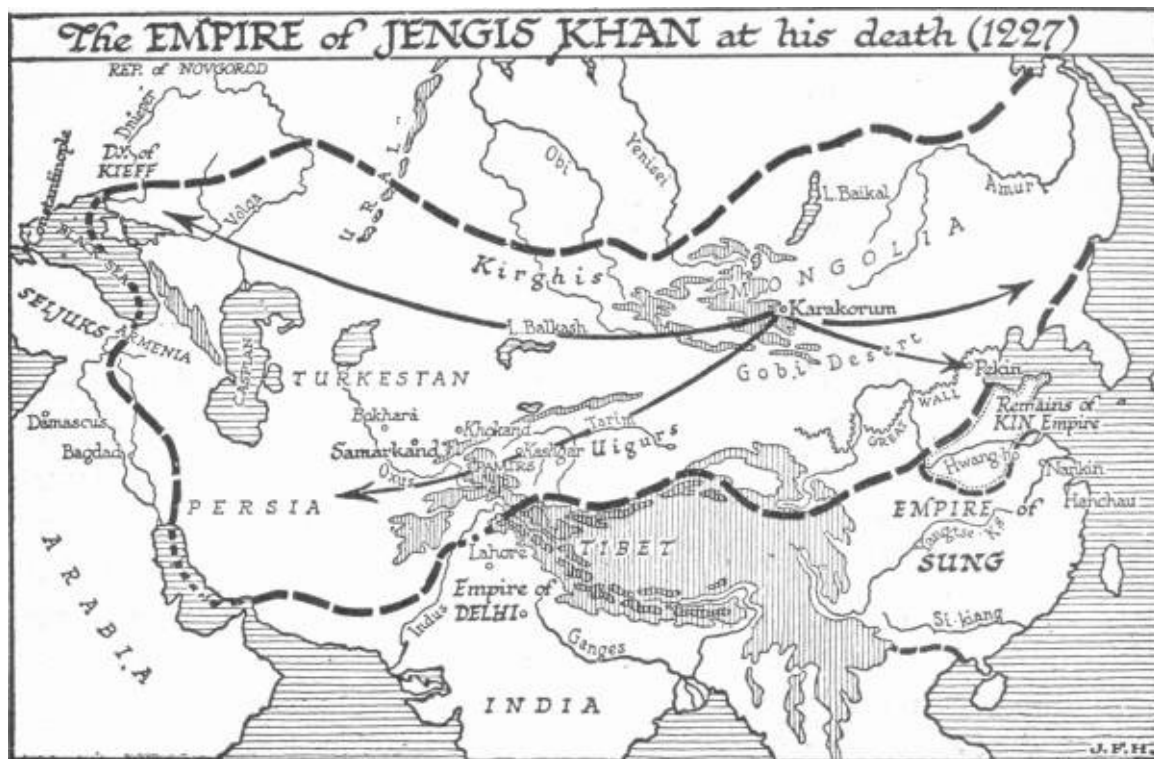 The EMPIRE of JENGIS KHAN at his death (1227)
REP. of NOVGOROD
Dnieper
DY. of
KIEFF
Constantinople
Volga
URAL
Obi
Yenisei
L. Baikal
Amur
BLACK SEA
Kirghis
MONGOLIA
Karakorum
SELJUKS
ARMENIA
CASPIAN
L. Balkash
Gobi Desert
Pekin
TURKESTAN
GREAT WALL
Remains of
KIN Empire
Bokhara
Khokand
Tarim
Damascus
Samarkand
Kashgar
Uigurs
Bagdad
Oxus
PAMIRS
Hwang-ho
Nankin
PERSIA
EMPIRE of
SUNG
Hanchau
Yangtse-K
Lahore
TIBET
ARABIA
Empire of
DELHI
Indus
Ganges
Si-kiang
INDIA
J.F.H.